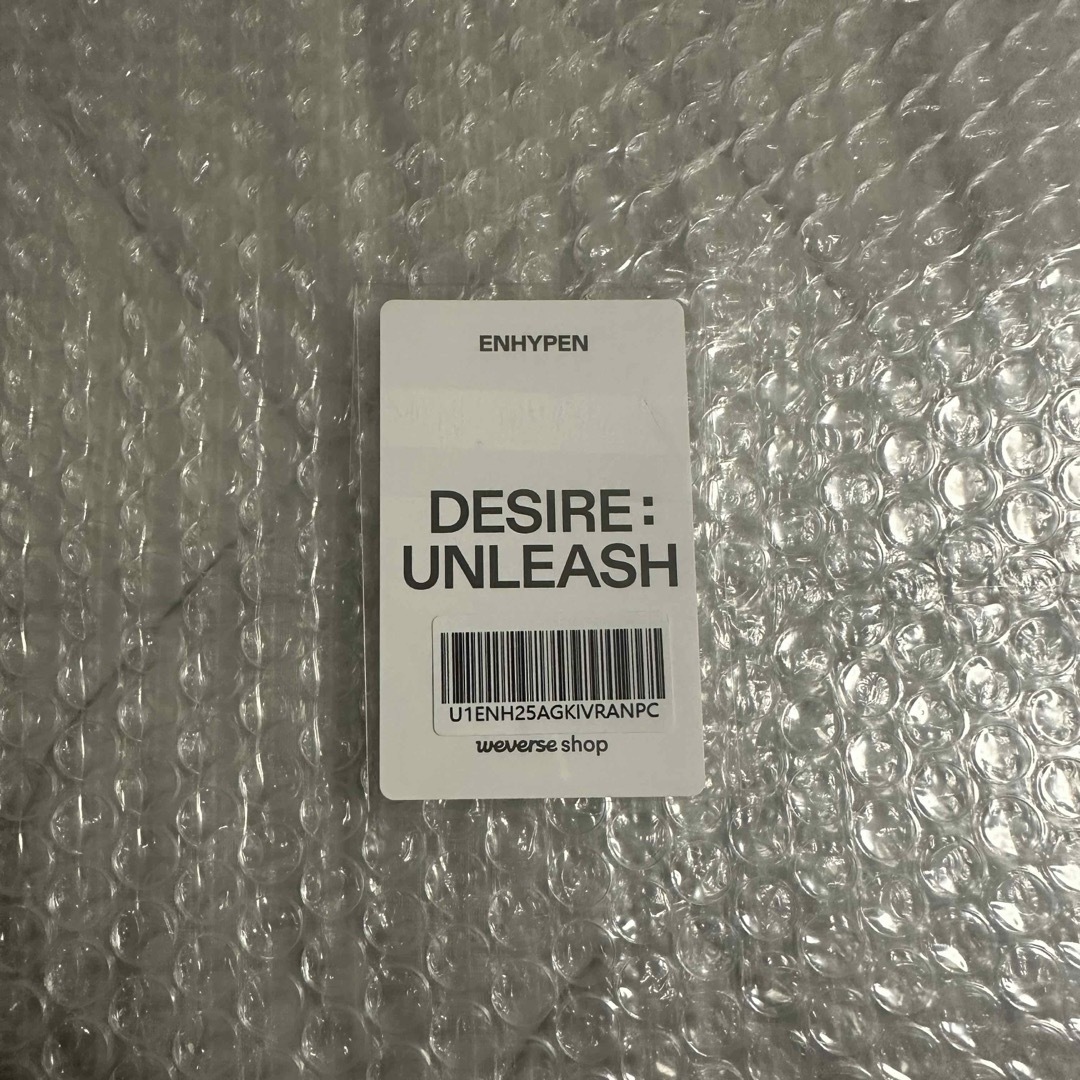 ENHYPEN
DESIRE:
UNLEASH
U1ENH25AGKIVRANPC
weverse shop